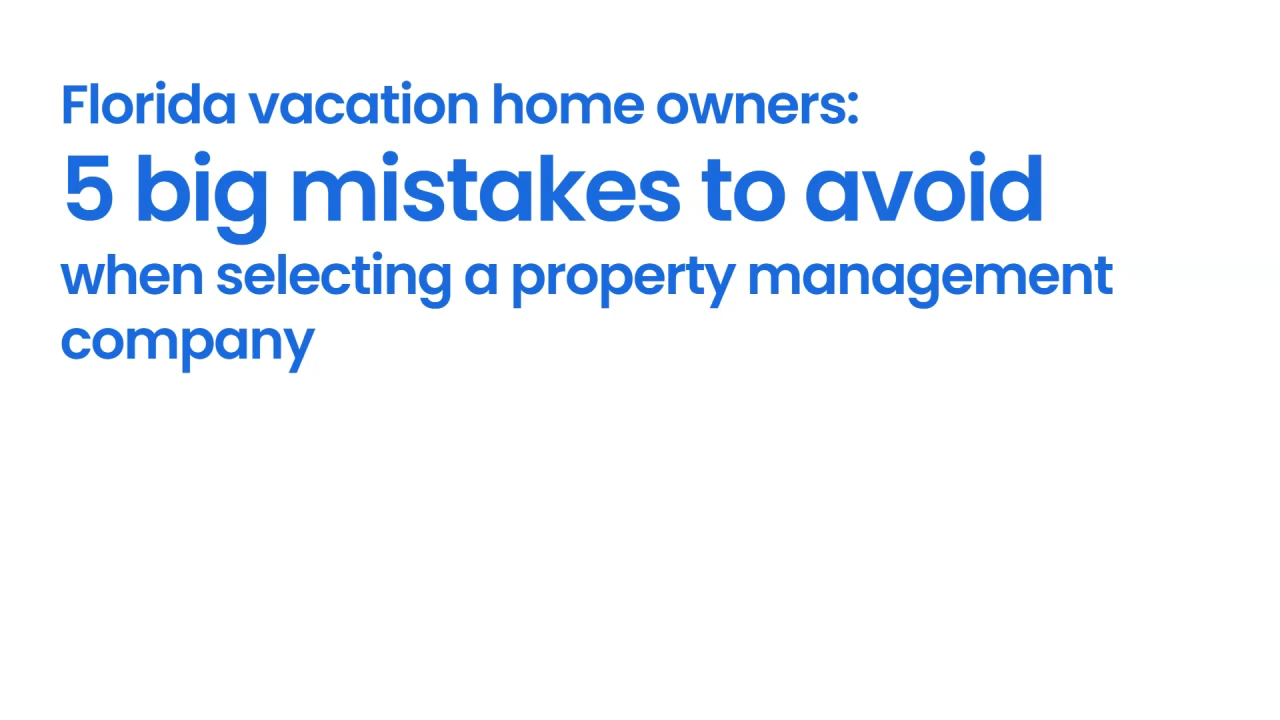 Florida vacation home owners:
5 big mistakes to avoid
when selecting a property management
company